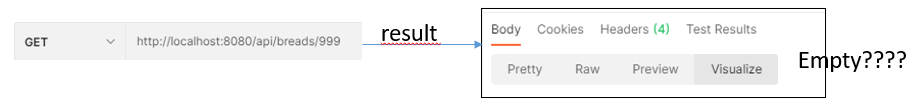 GET http://localhost:8080/api/breads/999
result
Body Cookies Headers (4) Test Results
Pretty Raw Preview Visualize
Empty????